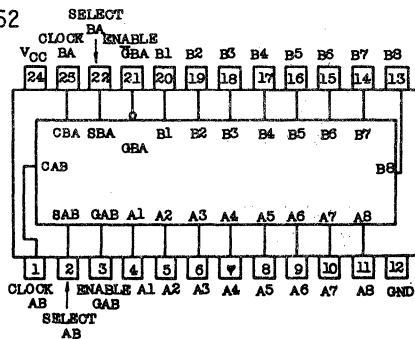 52
SELECT
BA
CLOCK ENABLE
VCC BA GBA B1 B2 B3 B4 B5 B6 B7 B8
24 23 22 21 20 19 18 17 16 15 14 13
CBA SBA B1 B2 B3 B4 B5 B6 B7
GBA
CAB B8
SAB GAB A1 A2 A3 A4 A5 A6 A7 A8
1 2 3 4 5 6 8 9 10 11 12
CLOCK ENABLE A1 A2 A3 A4 A5 A6 A7 A8 GND
AB GAB
SELECT
AB